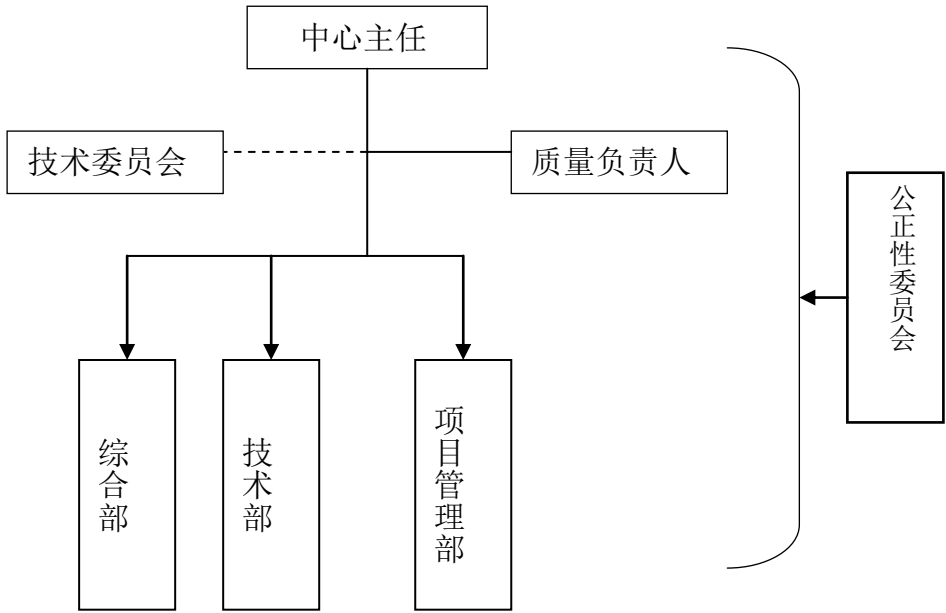 中心主任
技术委员会
质量负责人
公正性委员会
综合部
技术部
项目管理部